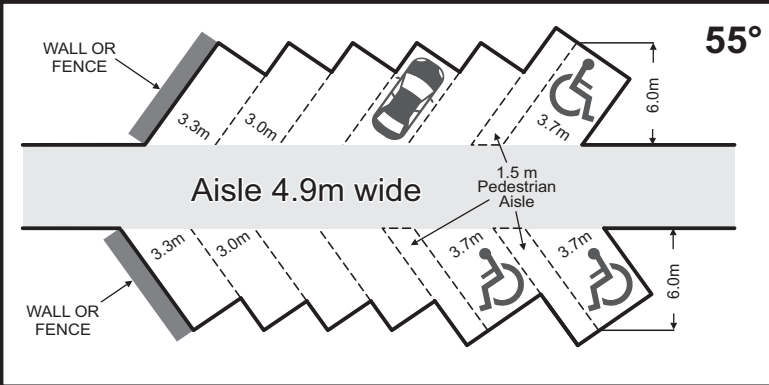 55°
WALL OR
FENCE
3.3m
3.0m
3.7m
6.0m
Aisle 4.9m wide
1.5 m
Pedestrian
Aisle
3.3m
3.0m
3.7m
3.7m
6.0m
WALL OR
FENCE